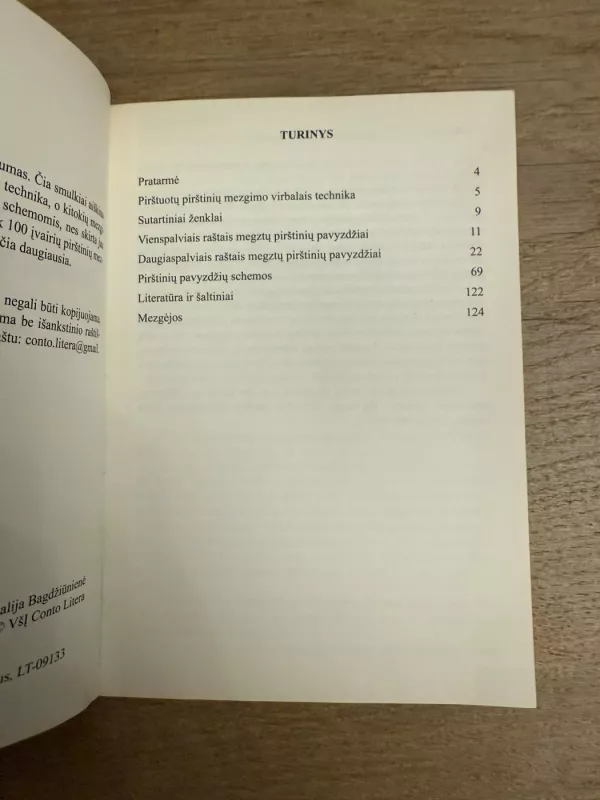 umas. Čia smulkiai
technika, o kitokių
schemomis, nes skirta
100 įvairių pirštinių
čia daugiausia.
negali būti kopijuojama
ma be išankstinio
štu: conto.litera@gmail.
alija Bagdžiūnienė
© VšĮ Conto Litera
us, LT-09133
TURINYS
Pratarmė 4
Pirštuotų pirštinių mezgimo virbalais technika 5
Sutartiniai ženklai 9
Vienspalviais raštais megztų pirštinių pavyzdžiai 11
Daugiaspalviais raštais megztų pirštinių pavyzdžiai 22
Pirštinių pavyzdžių schemos 69
Literatūra ir šaltiniai 122
Mezgėjos 124